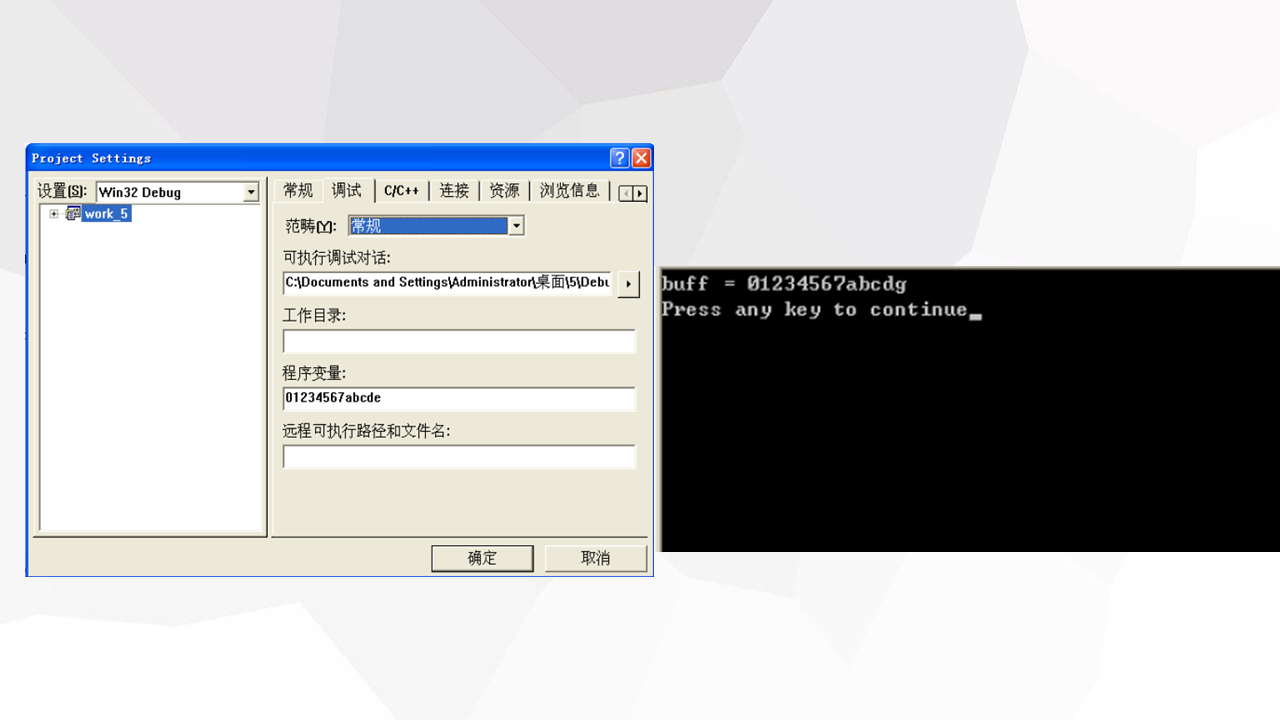 Project Settings
设置(S):
Win32 Debug
work_5
常规
调试
C/C++
连接
资源
浏览信息
范畴(Y):
常规
可执行调试对话:
C:\Documents and Settings\Administrator\桌面\5\Debu
工作目录:
程序变量:
01234567abcde
远程可执行路径和文件名:
确定
取消
buff = 01234567abcdg
Press any key to continue_